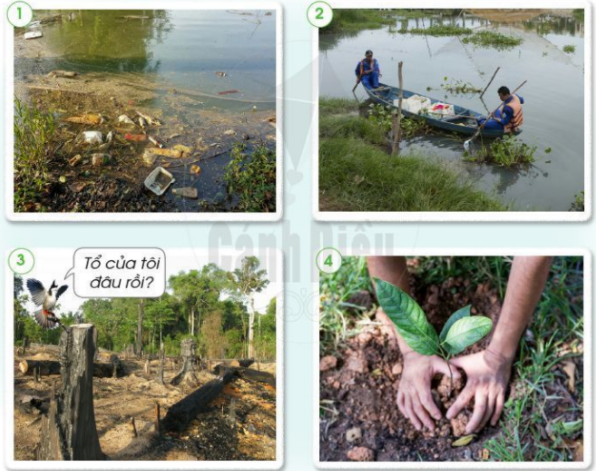 1
2
3
Tổ của tôi
đâu rồi?
4
Cánh Diều